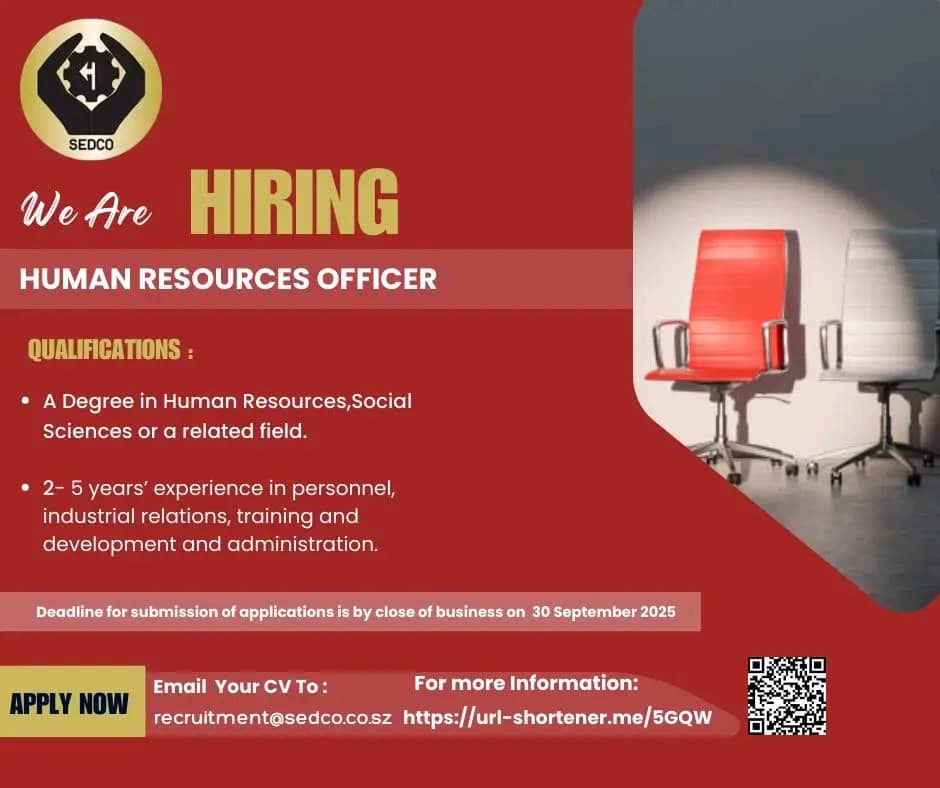 SEDCO
We Are HIRING
HUMAN RESOURCES OFFICER
QUALIFICATIONS :
• A Degree in Human Resources,Social
Sciences or a related field.
• 2- 5 years’ experience in personnel,
industrial relations, training and
development and administration.
Deadline for submission of applications is by close of business on 30 September 2025
APPLY NOW
Email Your CV To :
recruitment@sedco.co.sz
For more Information:
https://url-shortener.me/5GQW